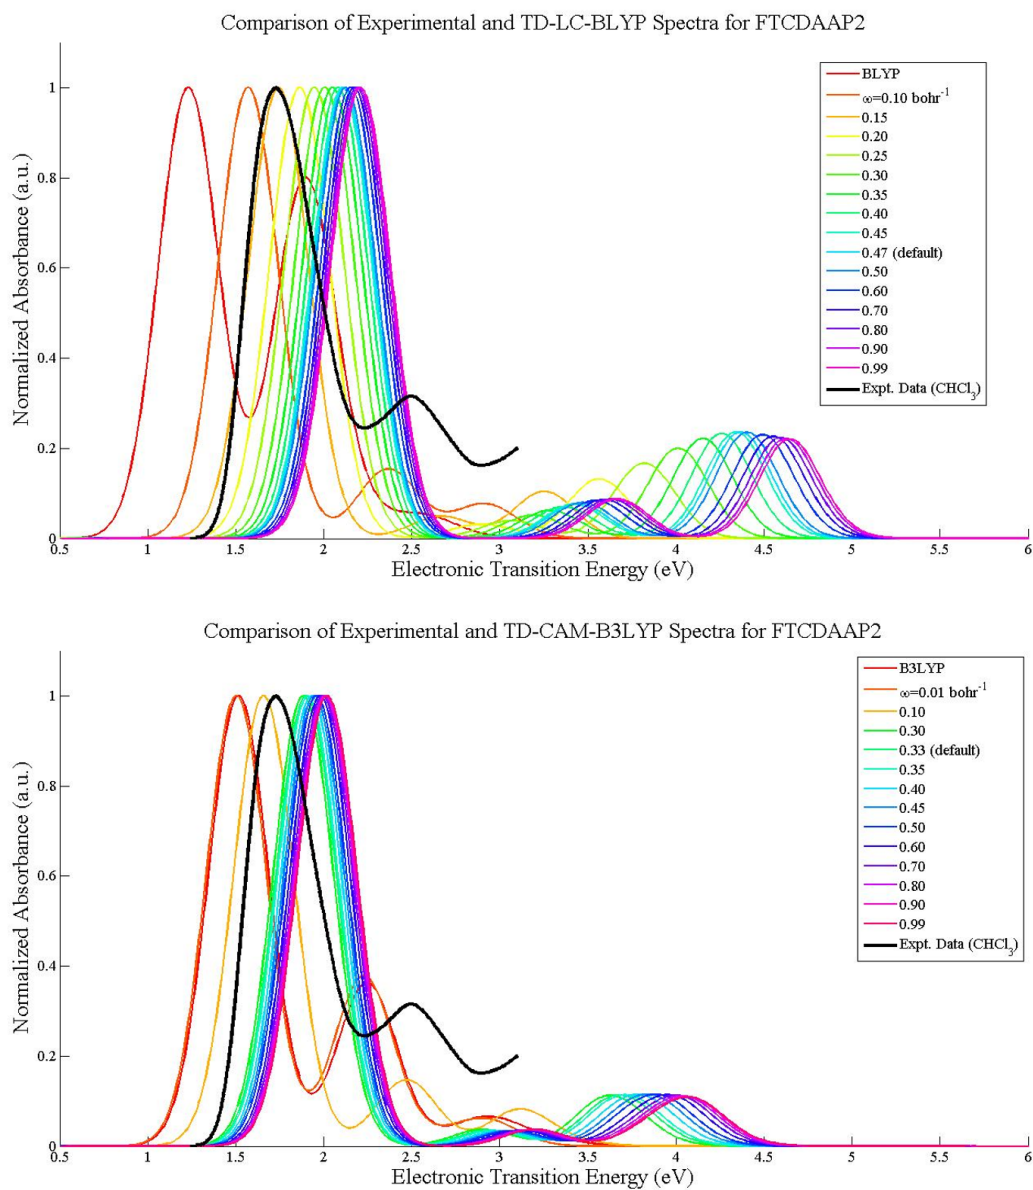 Comparison of Experimental and TD-LC-BLYP Spectra for FTCDAAP2
Normalized Absorbance (a.u.)
1
0.8
0.6
0.4
0.2
0
0.5 1 1.5 2 2.5 3 3.5 4 4.5 5 5.5 6
Electronic Transition Energy (eV)
BLYP
ω=0.10 bohr⁻¹
0.15
0.20
0.25
0.30
0.35
0.40
0.45
0.47 (default)
0.50
0.60
0.70
0.80
0.90
0.99
Expt. Data (CHCl₃)
Comparison of Experimental and TD-CAM-B3LYP Spectra for FTCDAAP2
Normalized Absorbance (a.u.)
1
0.8
0.6
0.4
0.2
0
0.5 1 1.5 2 2.5 3 3.5 4 4.5 5 5.5 6
Electronic Transition Energy (eV)
B3LYP
ω=0.01 bohr⁻¹
0.10
0.30
0.33 (default)
0.35
0.40
0.45
0.50
0.60
0.70
0.80
0.90
0.99
Expt. Data (CHCl₃)